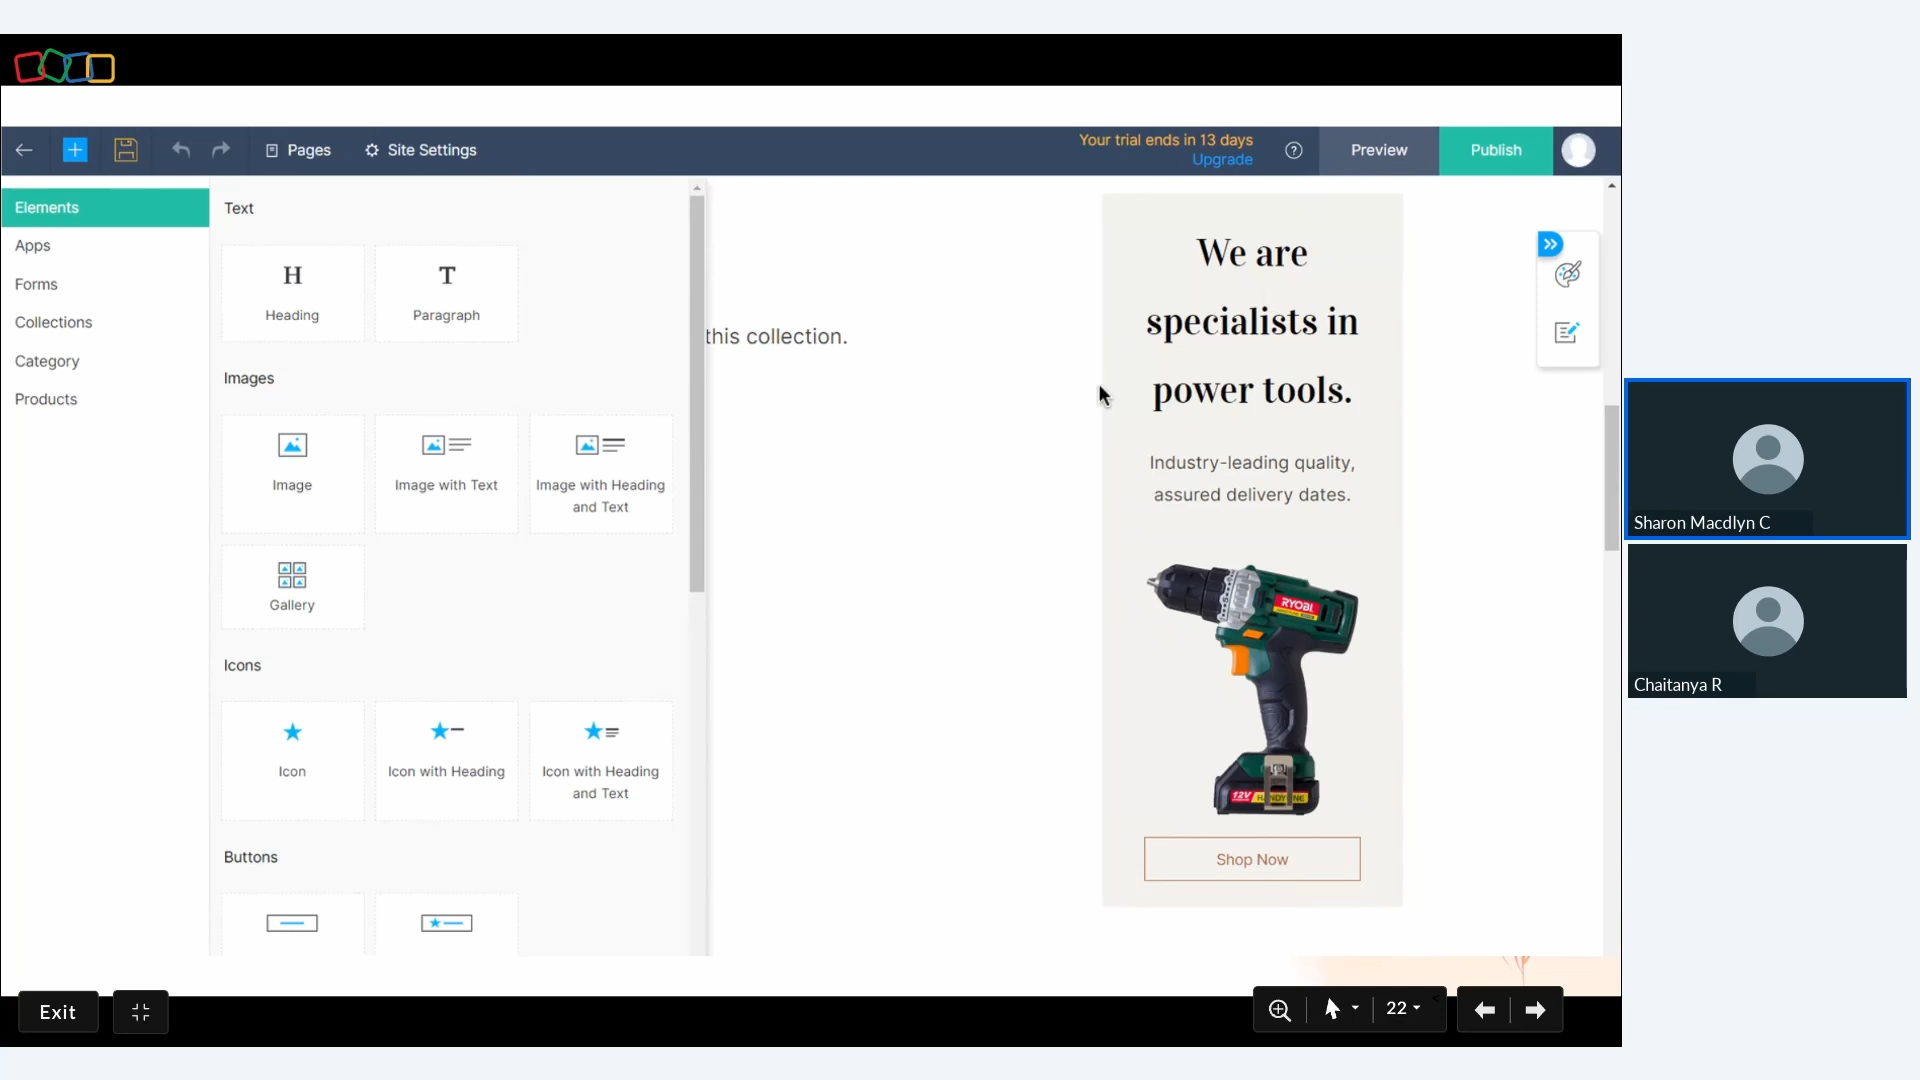 Pages
Site Settings
Your trial ends in 13 days
Upgrade
Preview
Publish
Elements
Apps
Forms
Collections
Category
Products
Text
H
Heading
T
Paragraph
Images
Image
Image with Text
Image with Heading
and Text
Gallery
Icons
Icon
Icon with Heading
Icon with Heading
and Text
Buttons
this collection.
We are
specialists in
power tools.
Industry-leading quality,
assured delivery dates.
RYOBI
12V
Shop Now
Sharon Macdlyn C
Chaitanya R
Exit
22